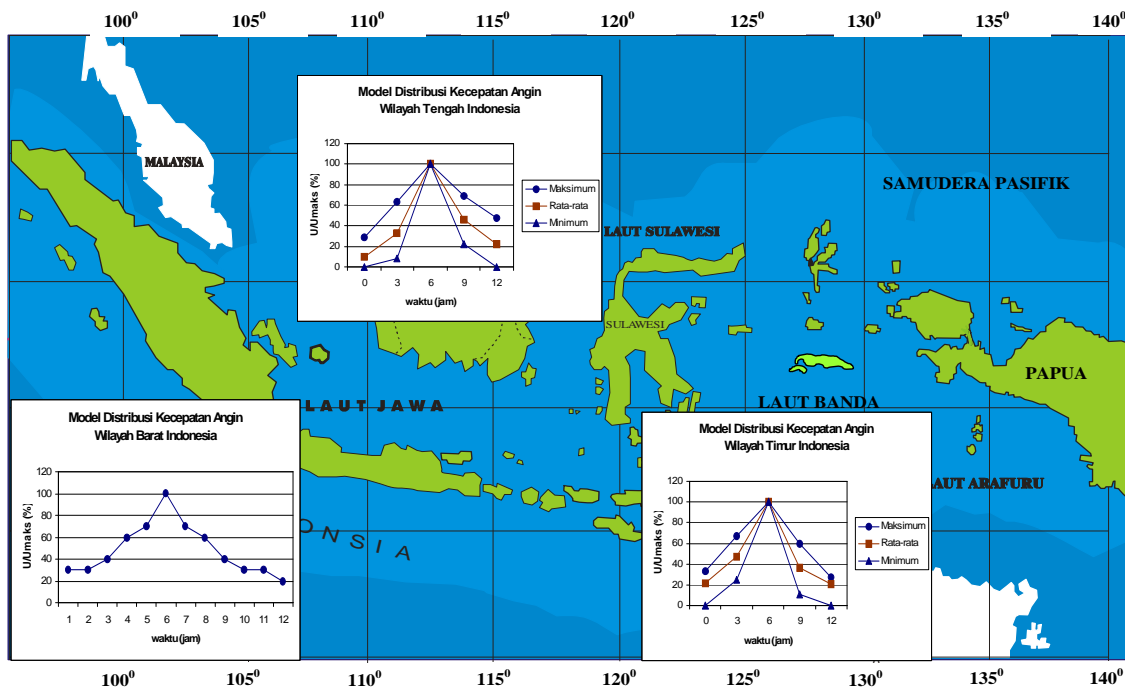 100⁰ 105⁰ 110⁰ 115⁰ 120⁰ 125⁰ 130⁰ 135⁰ 140⁰
Model Distribusi Kecepatan Angin
Wilayah Tengah Indonesia
120
100
80
60
40
20
0
U/Umaks (%)
0 3 6 9 12
waktu (jam)
Maksimum
Rata-rata
Minimum
MALAYSIA
SAMUDERA PASIFIK
LAUT SULAWESI
SULAWESI
PAPUA
LAUT JAWA
LAUT BANDA
Model Distribusi Kecepatan Angin
Wilayah Barat Indonesia
120
100
80
60
40
20
0
U/Umaks (%)
1 2 3 4 5 6 7 8 9 10 11 12
waktu (jam)
ONSIA
Model Distribusi Kecepatan Angin
Wilayah Timur Indonesia
120
100
80
60
40
20
0
U/Umaks (%)
0 3 6 9 12
waktu (jam)
Maksimum
Rata-rata
Minimum
LAUT ARAFURU
100⁰ 105⁰ 110⁰ 115⁰ 120⁰ 125⁰ 130⁰ 135⁰ 140⁰